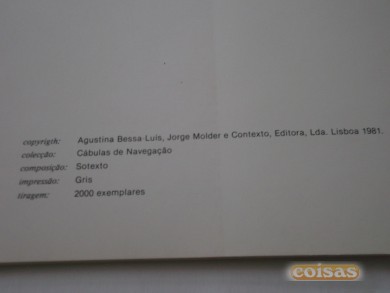 copyrigth: Agustina Bessa-Luís, Jorge Molder e Contexto, Editora, Lda. Lisboa 1981.
colecção: Cábulas de Navegação
composição: Sotexto
impressão: Gris
tiragem: 2000 exemplares
coisas